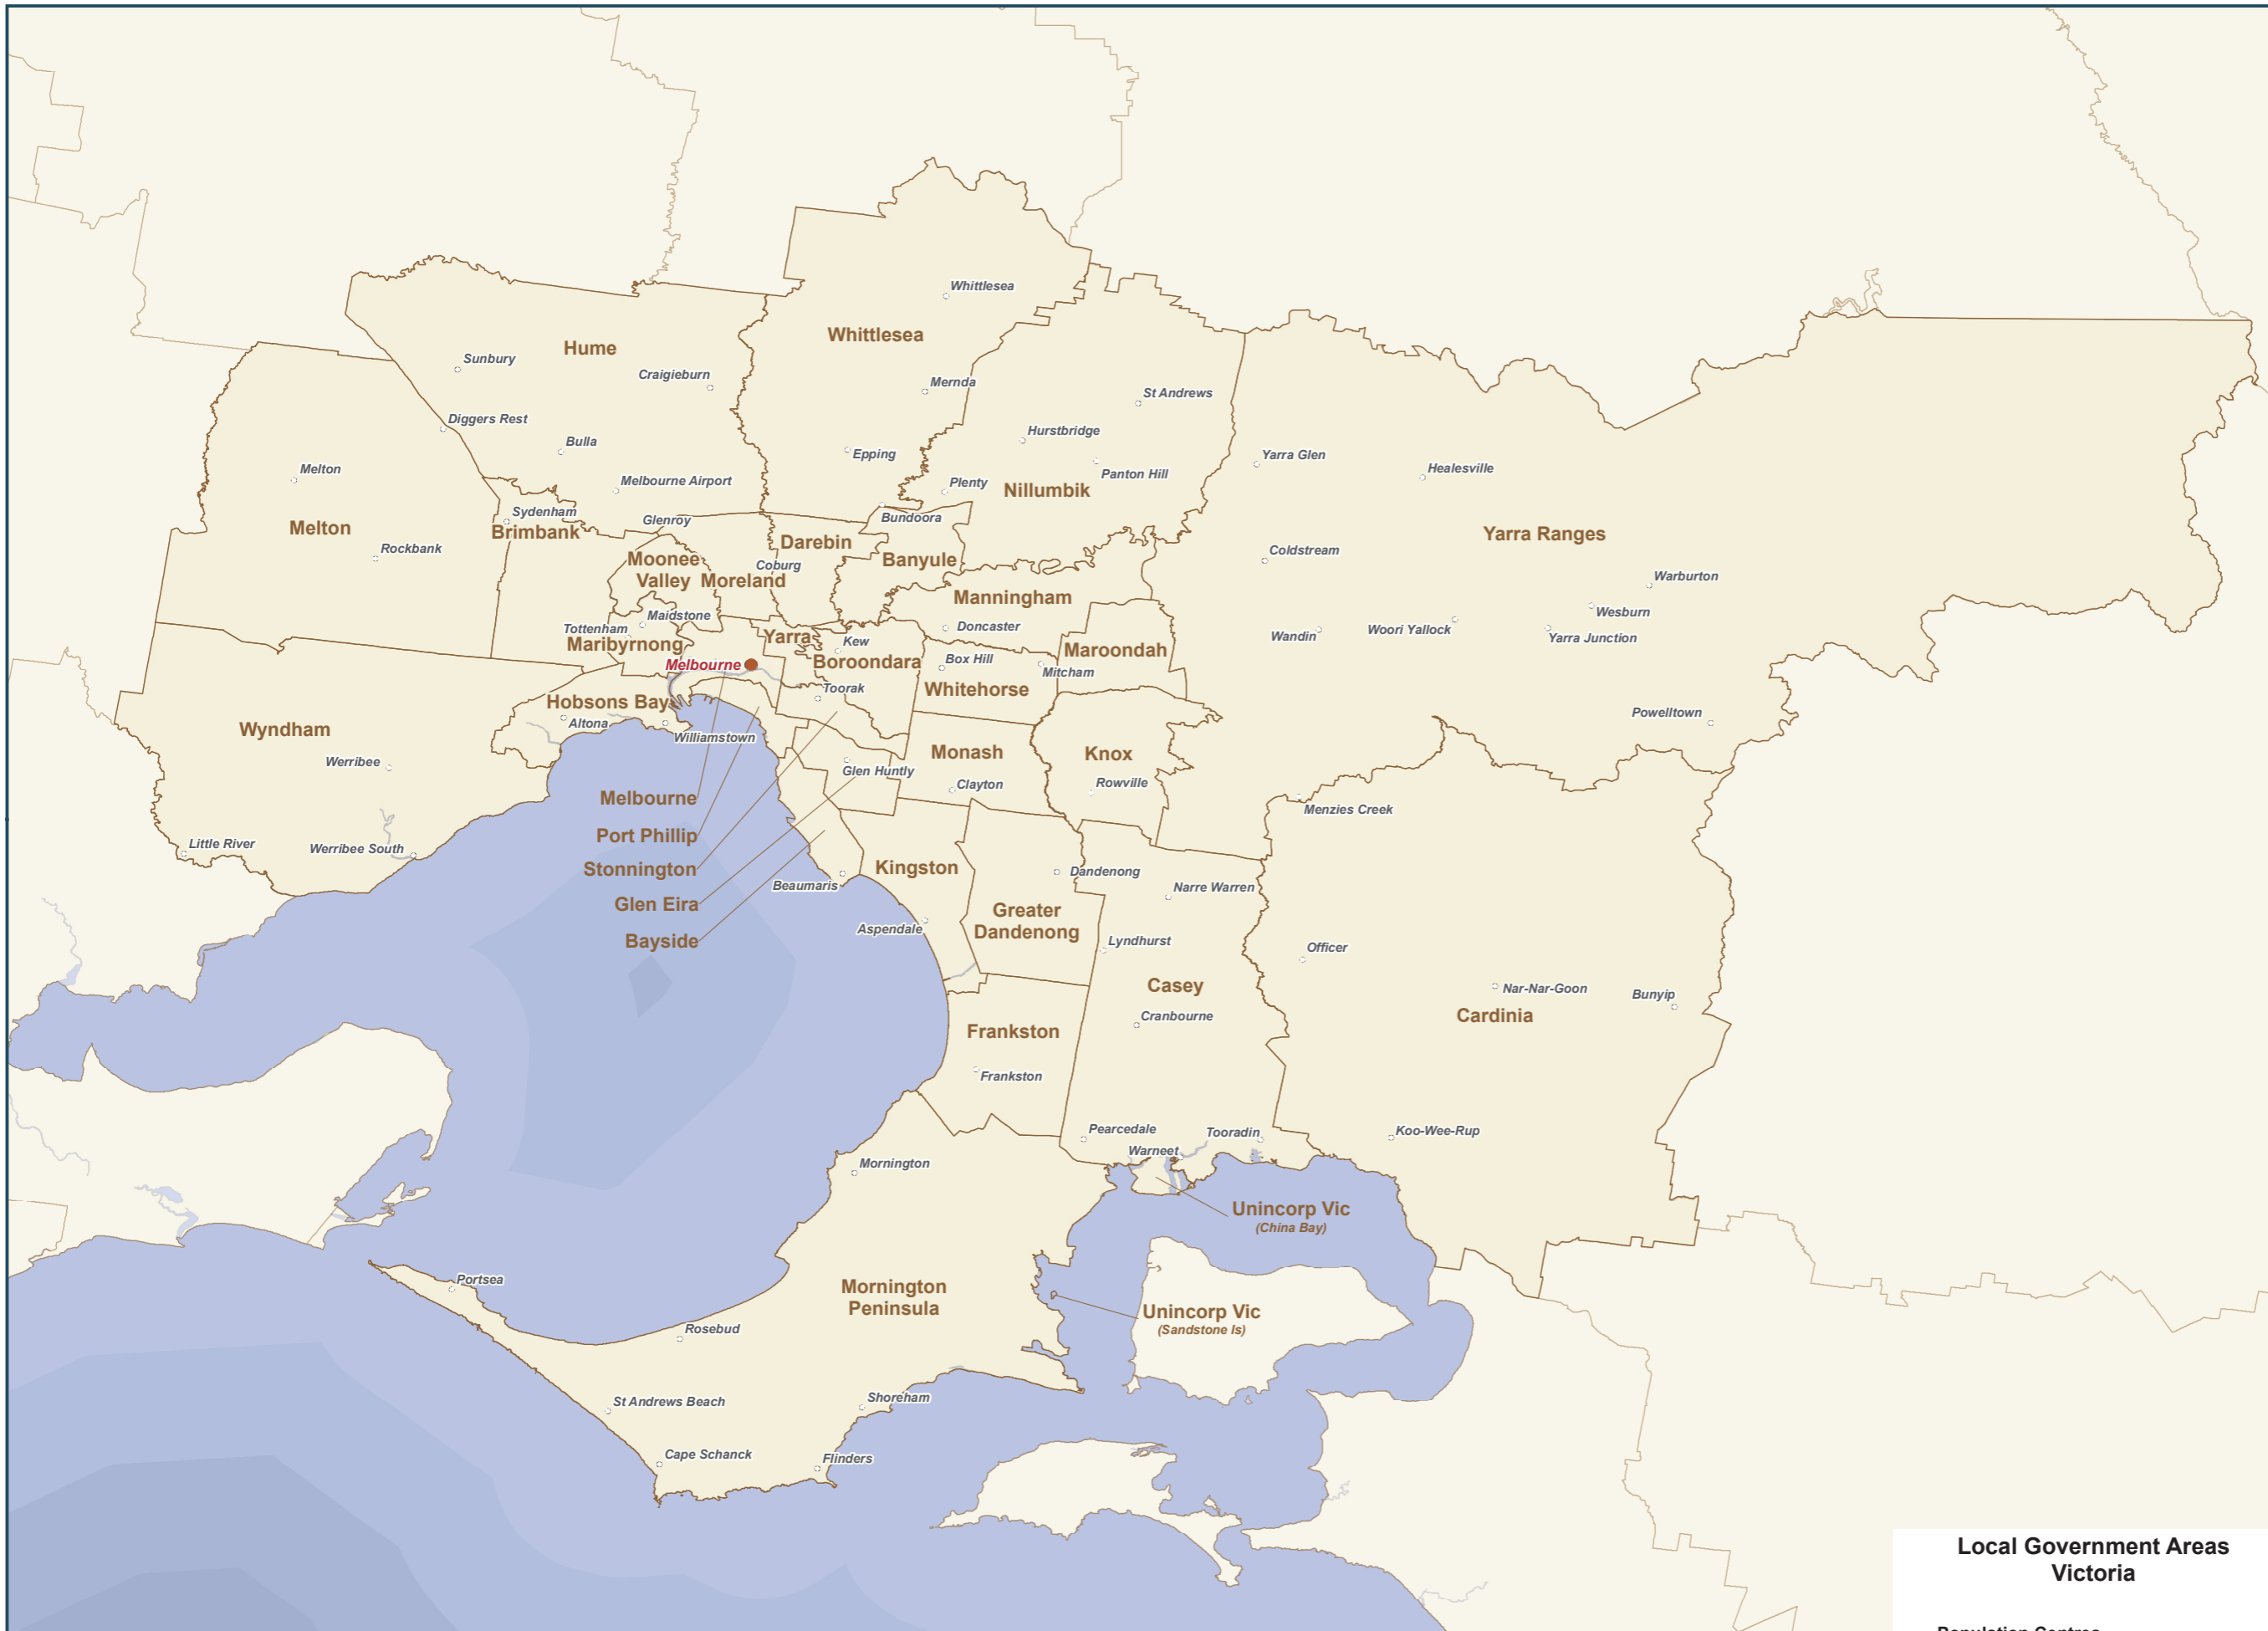 Whittlesea
Whittlesea
Hume
Sunbury
Craigieburn
Mernda
St Andrews
Diggers Rest
Hurstbridge
Bulla
Epping
Yarra Glen
Healesville
Melton
Panton Hill
Melbourne Airport
Plenty
Nillumbik
Sydenham
Glenroy
Bundoora
Melton
Brimbank
Darebin
Yarra Ranges
Rockbank
Moonee
Valley
Coburg
Banyule
Coldstream
Moreland
Warburton
Manningham
Maidstone
Wesburn
Tottenham
Doncaster
Wandin
Woori Yallock
Yarra Junction
Maribyrnong
Yarra
Kew
Maroondah
Melbourne
Boroondara
Box Hill
Mitcham
Toorak
Whitehorse
Hobsons Bay
Altona
Powelltown
Wyndham
Williamstown
Monash
Knox
Werribee
Glen Huntly
Clayton
Rowville
Melbourne
Menzies Creek
Port Phillip
Little River
Werribee South
Stonnington
Kingston
Dandenong
Beaumaris
Narre Warren
Glen Eira
Greater
Dandenong
Aspendale
Bayside
Lyndhurst
Officer
Casey
Nar-Nar-Goon
Bunyip
Cranbourne
Cardinia
Frankston
Frankston
Pearcedale
Tooradin
Koo-Wee-Rup
Warneet
Mornington
Unincorp Vic
(China Bay)
Portsea
Mornington
Peninsula
Unincorp Vic
(Sandstone Is)
Rosebud
St Andrews Beach
Shoreham
Cape Schanck
Flinders
Local Government Areas
Victoria
Population Centres